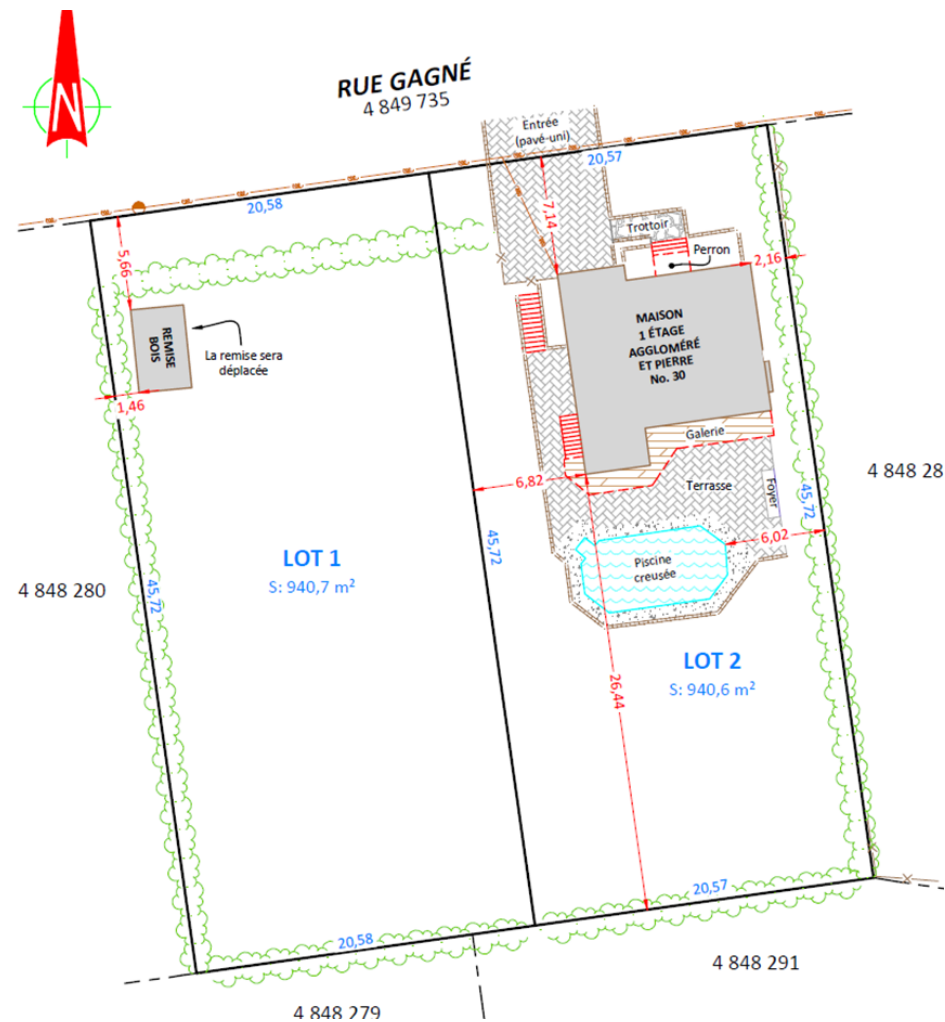 N
RUE GAGNÉ
4 849 735
Entrée
(pavé-uni)
20,57
20,58
7,14
Trottoir
Perron
2,16
5,66
REMISE
BOIS
La remise sera
déplacée
1,46
MAISON
1 ÉTAGE
AGGLOMÉRÉ
ET PIERRE
No. 30
Galerie
6,82
Terrasse
Foyer
45,72
4 848 28
6,02
Piscine
creusée
45,72
LOT 1
S: 940,7 m²
4 848 280
45,72
LOT 2
S: 940,6 m²
26,44
20,57
20,58
4 848 291
4 848 279